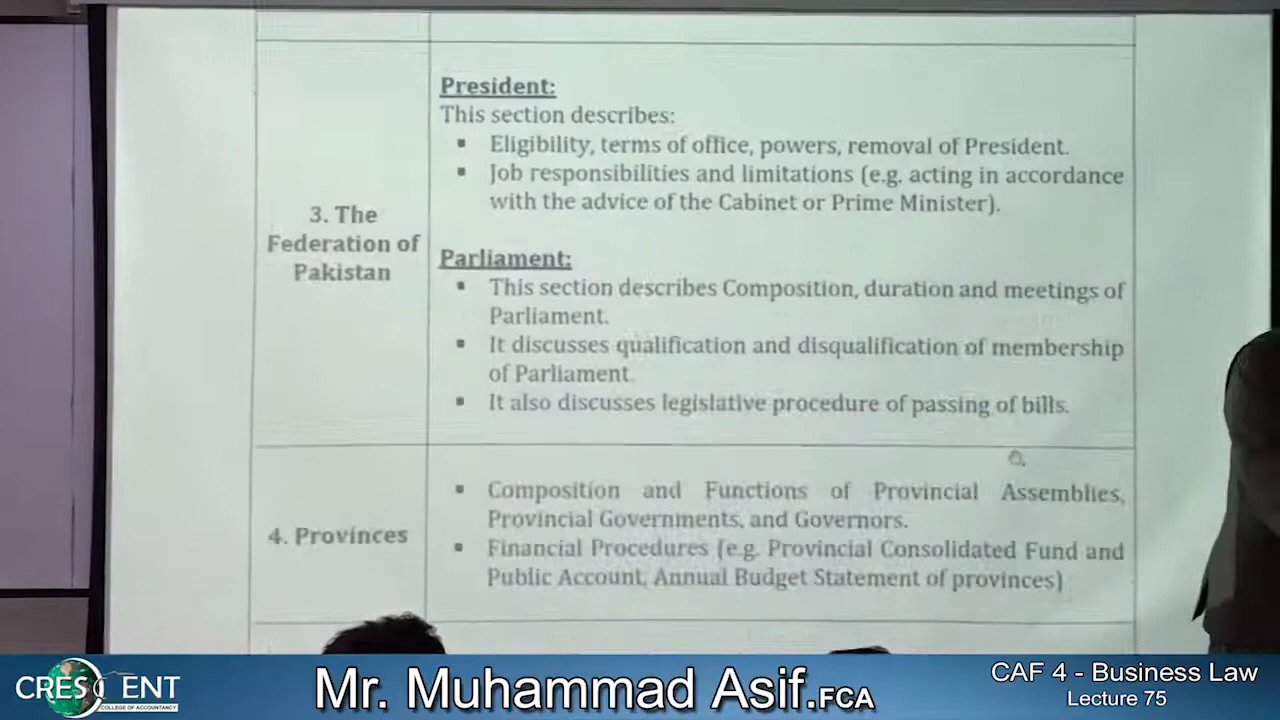 President:
This section describes:
▪ Eligibility, terms of office, powers, removal of President.
▪ Job responsibilities and limitations (e.g. acting in accordance
with the advice of the Cabinet or Prime Minister).
3. The
Federation of
Pakistan
Parliament:
▪ This section describes Composition, duration and meetings of
Parliament.
▪ It discusses qualification and disqualification of membership
of Parliament.
▪ It also discusses legislative procedure of passing of bills.
4. Provinces
▪ Composition and Functions of Provincial Assemblies,
Provincial Governments, and Governors.
▪ Financial Procedures (e.g. Provincial Consolidated Fund and
Public Account, Annual Budget Statement of provinces)
CRESCENT
COLLEGE OF ACCOUNTANCY
Mr. Muhammad Asif.FCA
CAF 4 - Business Law
Lecture 75